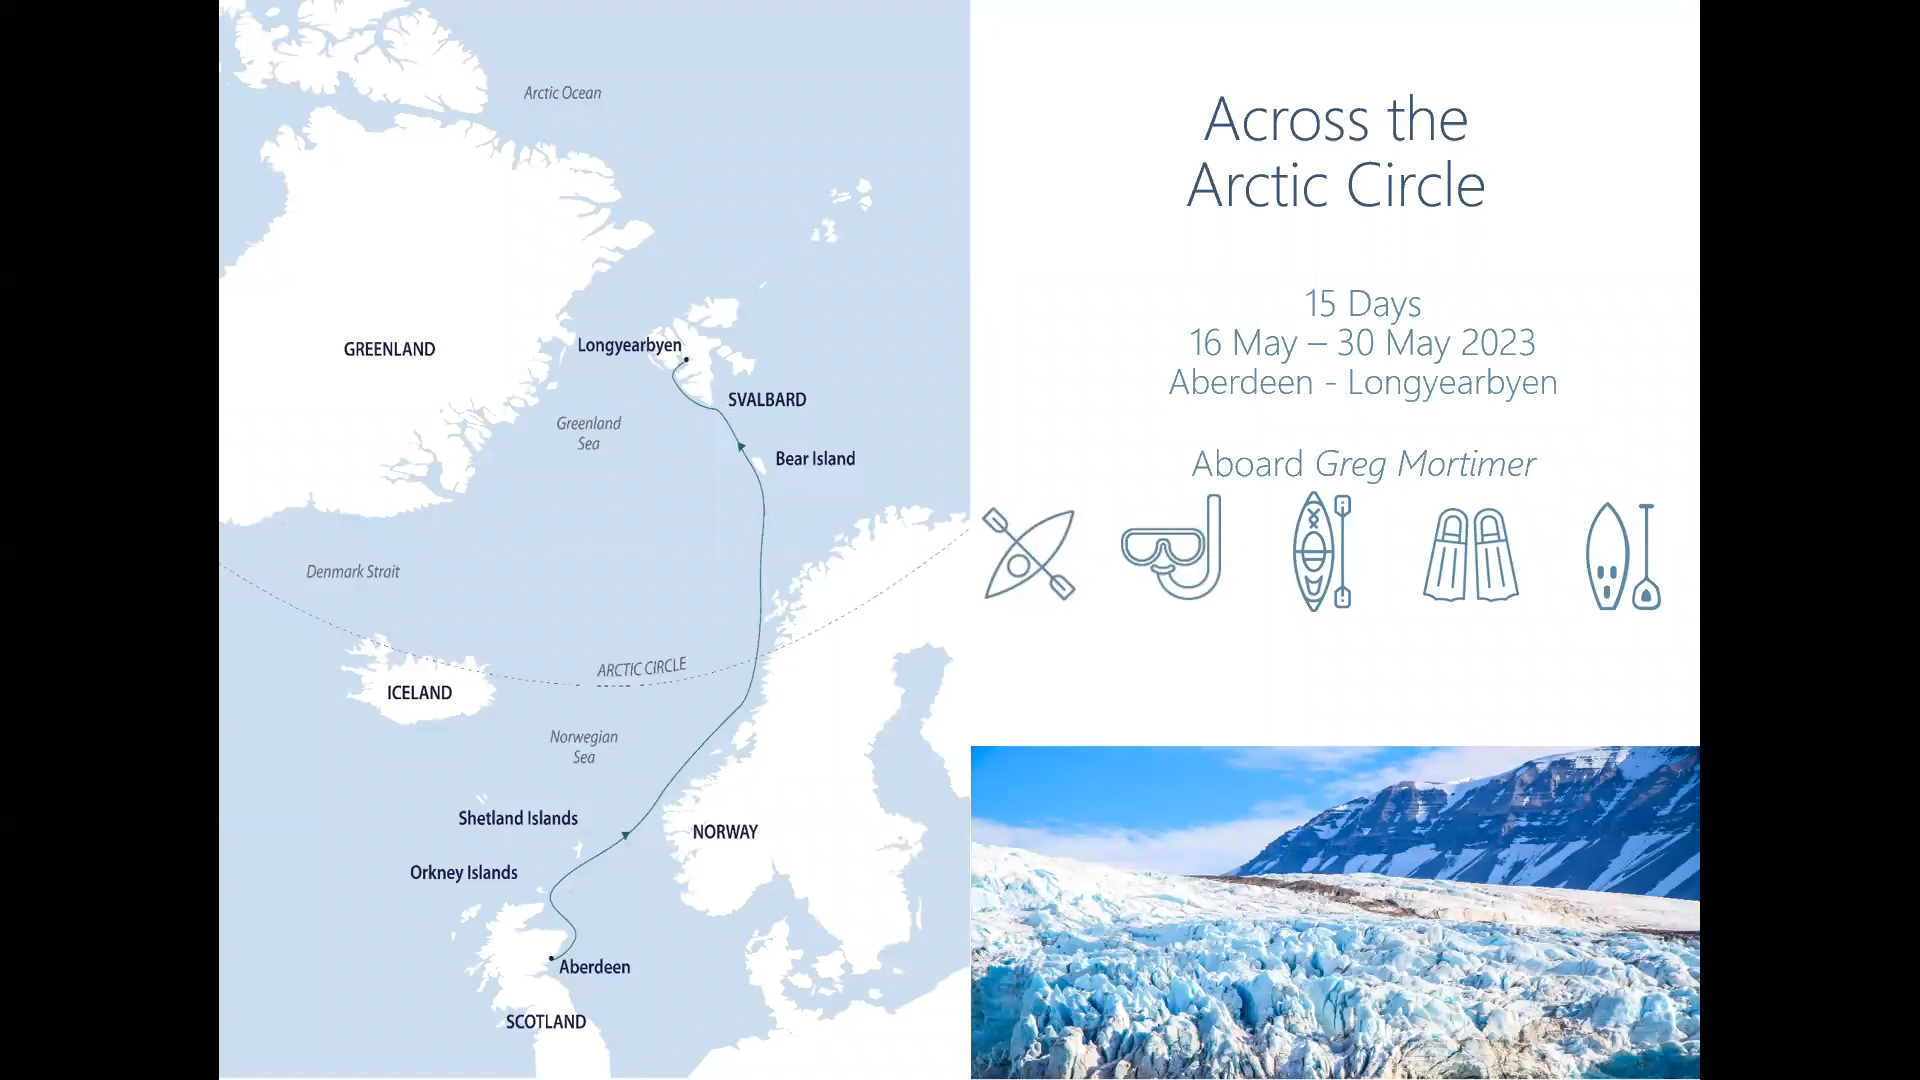 Arctic Ocean
GREENLAND
Longyearbyen
SVALBARD
Greenland
Sea
Bear Island
Denmark Strait
ARCTIC CIRCLE
ICELAND
Norwegian
Sea
Shetland Islands
NORWAY
Orkney Islands
Aberdeen
SCOTLAND
Across the
Arctic Circle
15 Days
16 May – 30 May 2023
Aberdeen - Longyearbyen
Aboard Greg Mortimer